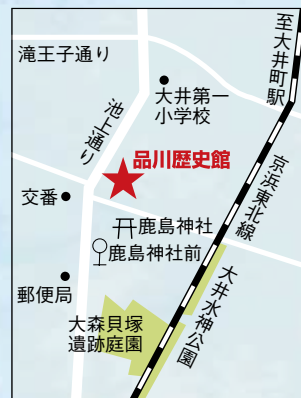 滝王子通り
至大井町駅
大井第一
小学校
池上通り
品川歴史館
京浜東北線
交番
鹿島神社
鹿島神社前
大井水神公園
郵便局
大森貝塚
遺跡庭園